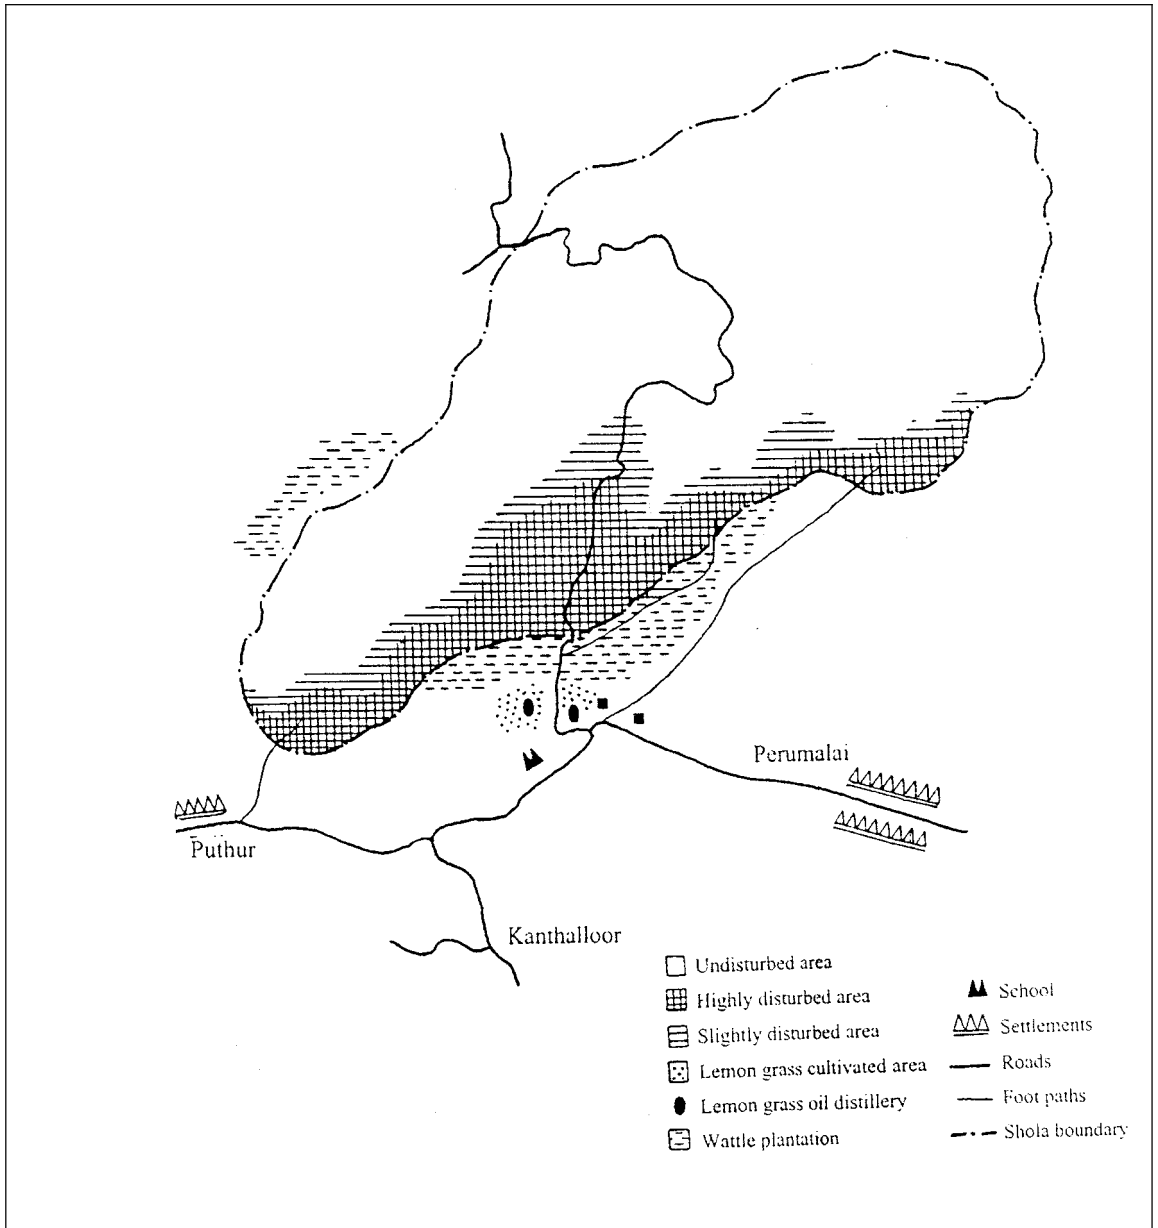 Perumalai
Puthur
Kanthalloor
Undisturbed area
Highly disturbed area
Slightly disturbed area
Lemon grass cultivated area
Lemon grass oil distillery
Wattle plantation
School
Settlements
Roads
Foot paths
Shola boundary